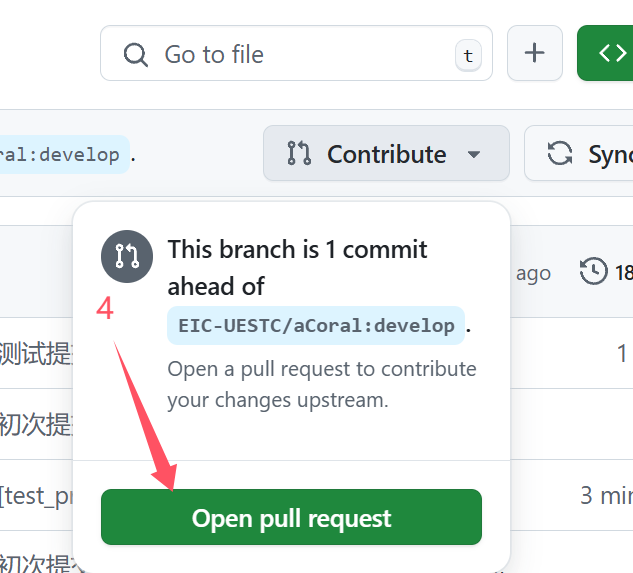 Go to file
t
ral:develop.
Contribute
This branch is 1 commit
ahead of
4
EIC-UESTC/aCoral:develop.
Open a pull request to contribute
your changes upstream.
ago
18
测试提
1
初次提
[test_pr
3 min
Open pull request
初次提